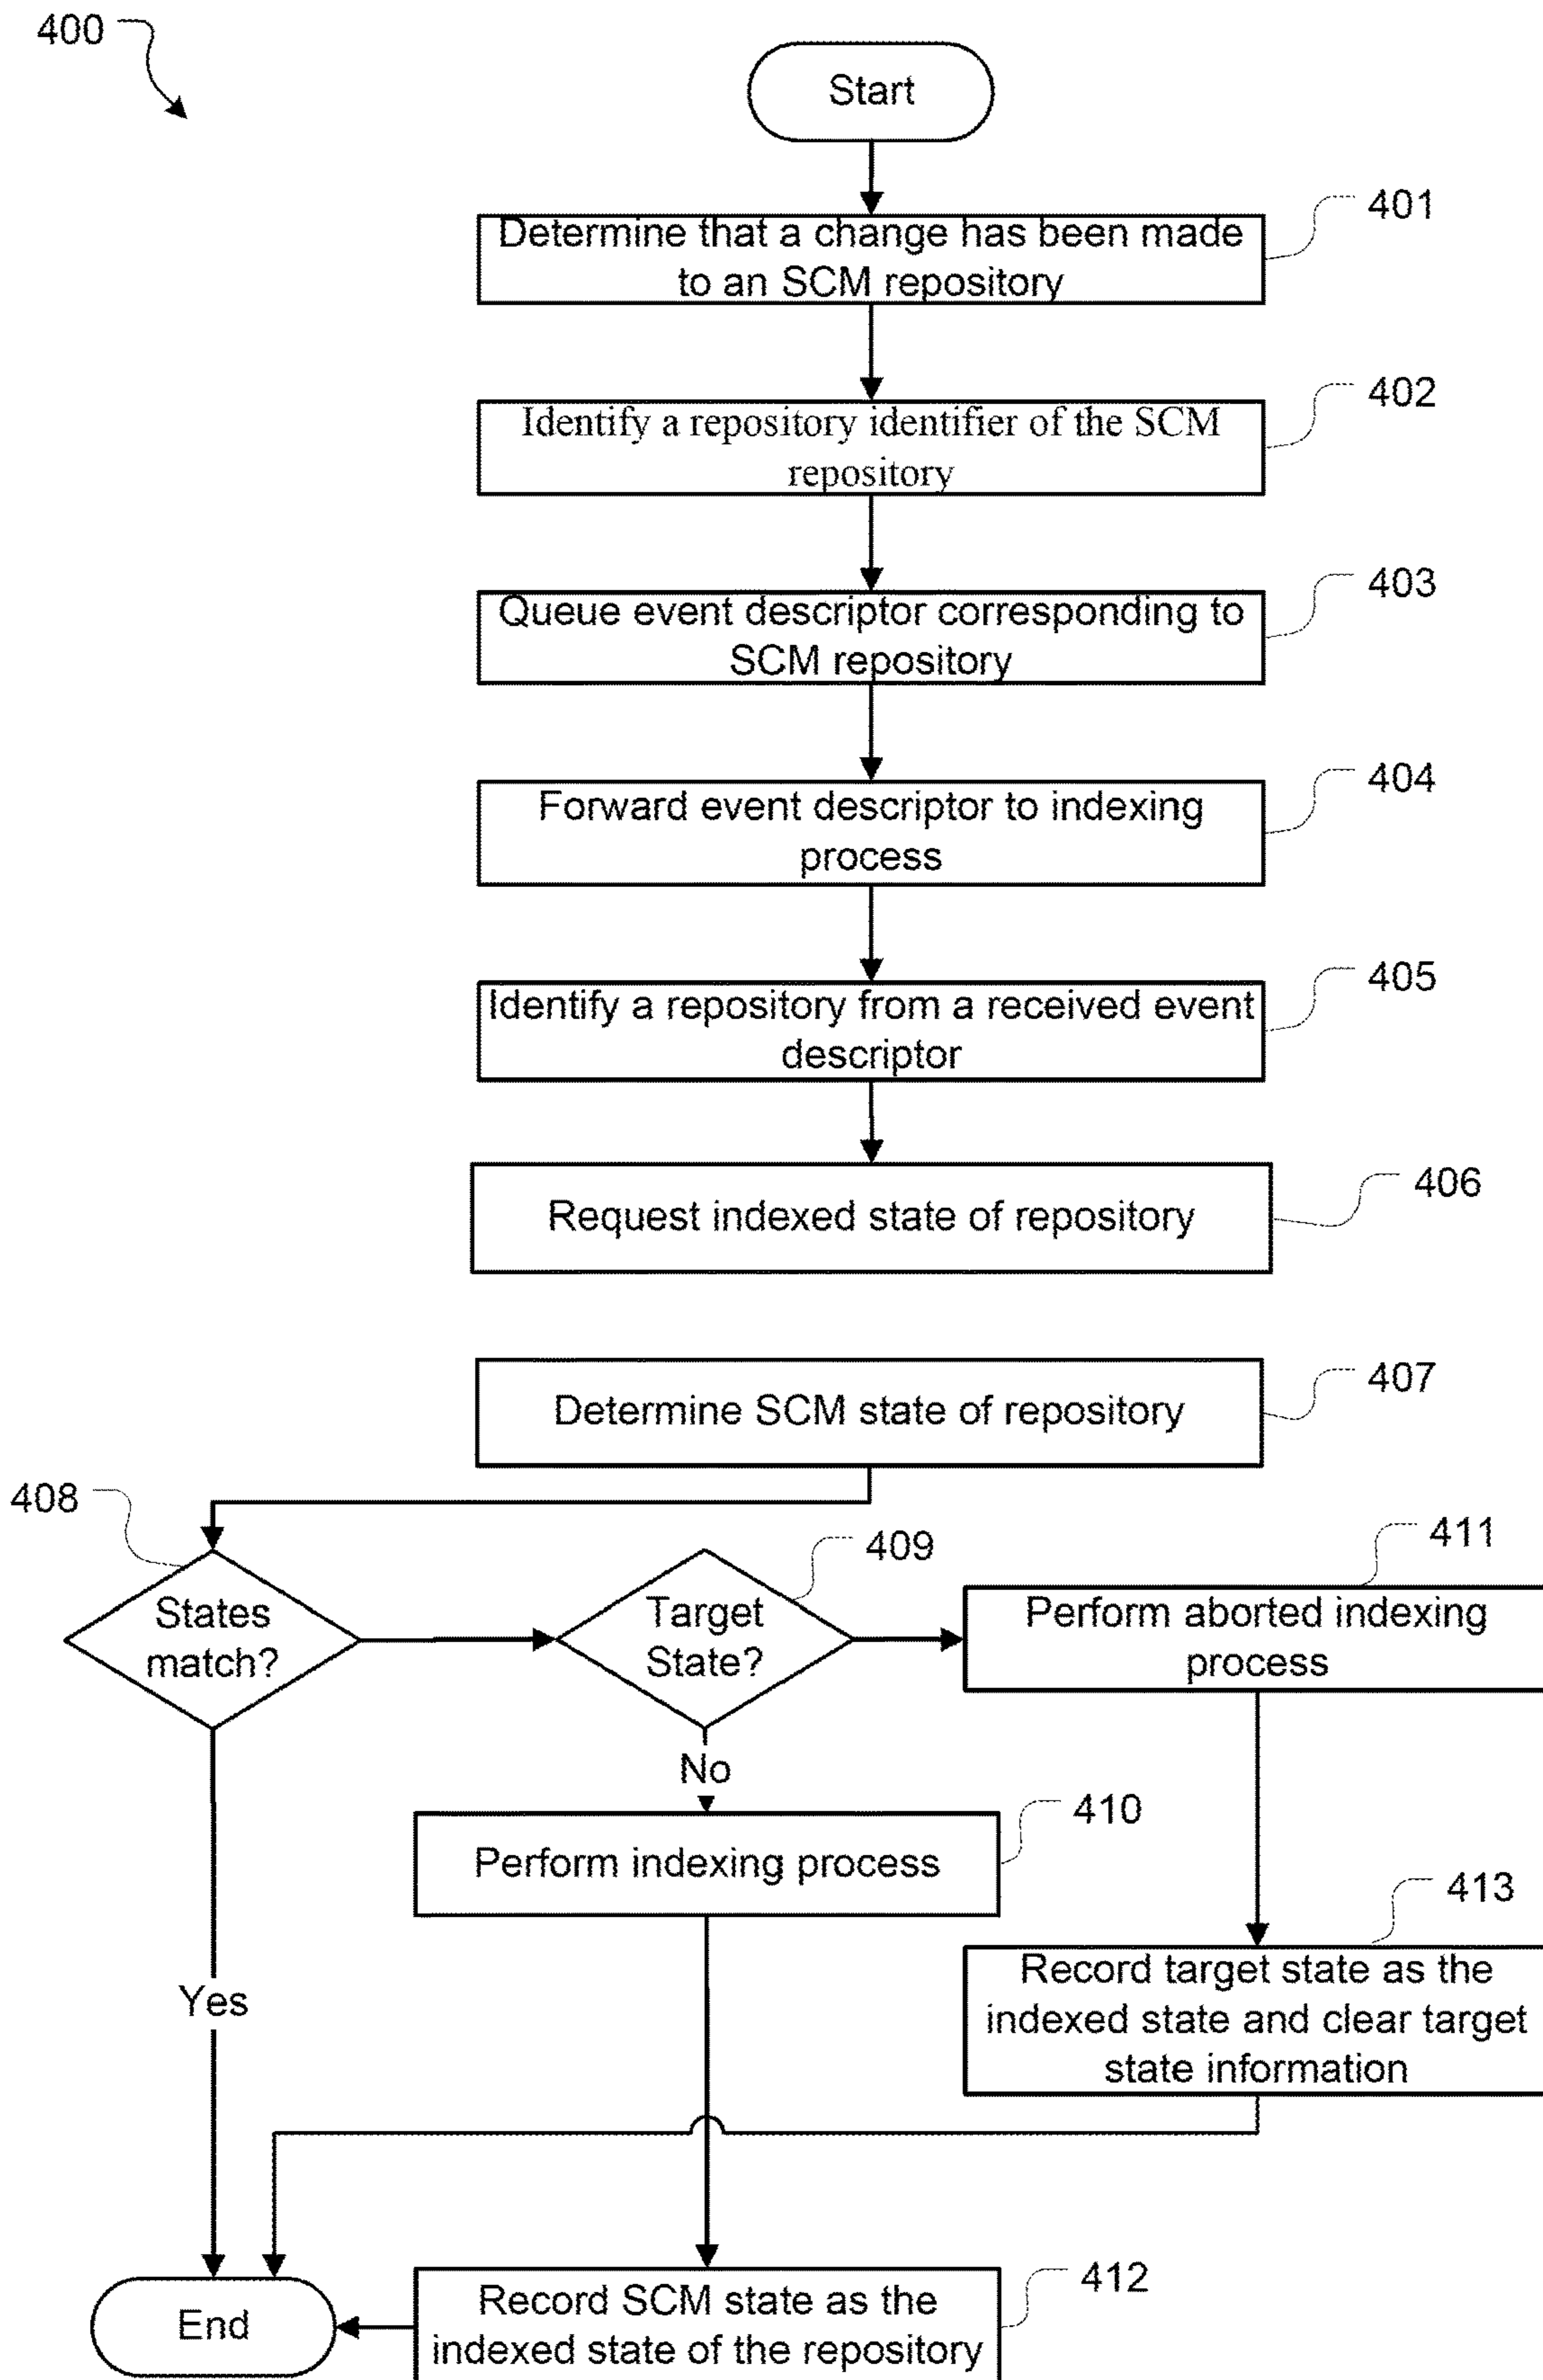 400
Start
401
Determine that a change has been made
to an SCM repository
402
Identify a repository identifier of the SCM
repository
403
Queue event descriptor corresponding to
SCM repository
404
Forward event descriptor to indexing
process
405
Identify a repository from a received event
descriptor
406
Request indexed state of repository
407
Determine SCM state of repository
408
States
match?
409
Target
State?
411
Perform aborted indexing
process
No
410
Perform indexing process
413
Record target state as the
indexed state and clear target
state information
Yes
412
Record SCM state as the
indexed state of the repository
End